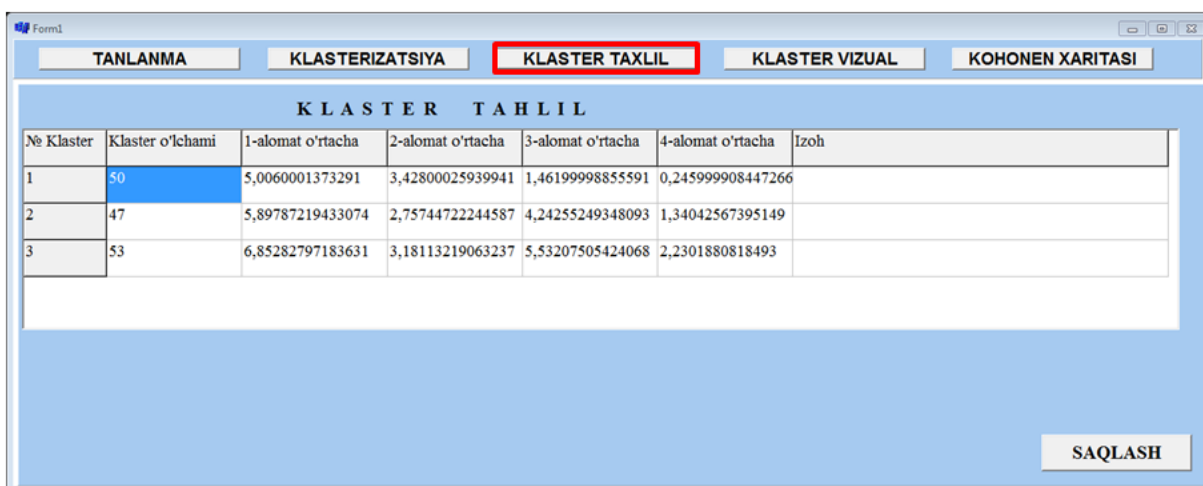 Form1
TANLANMA KLASTERIZATSIYA KLASTER TAXLIL KLASTER VIZUAL KOHONEN XARITASI
KLASTER TAHLIL
№ Klaster Klaster o'lchami 1-alomat o'rtacha 2-alomat o'rtacha 3-alomat o'rtacha 4-alomat o'rtacha Izoh
1 50 5,0060001373291 3,42800025939941 1,46199998855591 0,245999908447266
2 47 5,89787219433074 2,75744722244587 4,24255249348093 1,34042567395149
3 53 6,85282797183631 3,18113219063237 5,53207505424068 2,2301880818493
SAQLASH